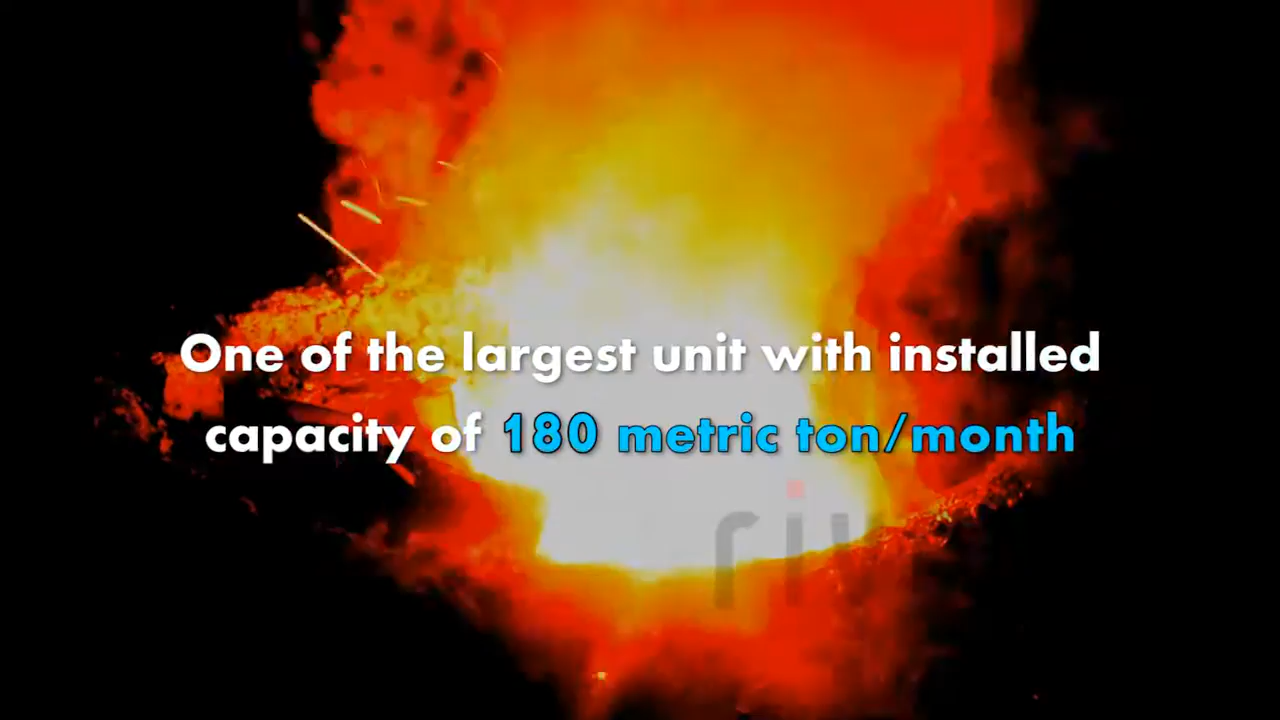 One of the largest unit with installed
capacity of 180 metric ton/month